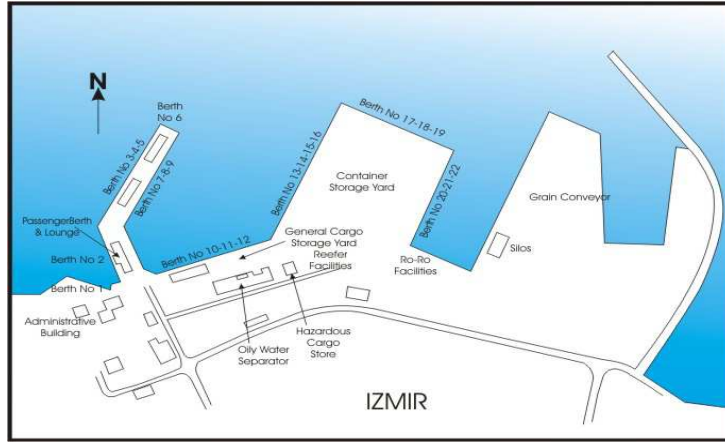 N
Berth
No 6
Berth No 17-18-19
Berth No 3-4-5
Berth No 7-8-9
Berth No 13-14-15-16
Container
Storage Yard
Berth No 20-21-22
Grain Conveyor
PassengerBerth
& Lounge
General Cargo
Storage Yard
Reefer
Facilities
Berth No 10-11-12
Berth No 2
Ro-Ro
Facilities
Silos
Berth No 1
Administrative
Building
Oily Water
Separator
Hazardous
Cargo
Store
IZMIR